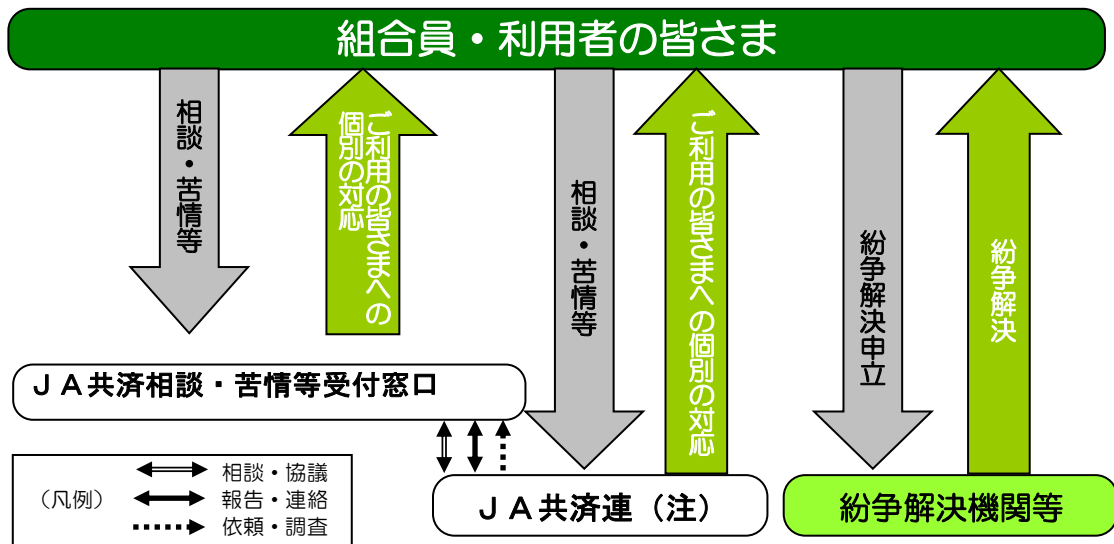 組合員・利用者の皆さま
相談・苦情等
ご利用の皆さまへの
個別の対応
相談・苦情等
ご利用の皆さまへの個別の対応
紛争解決申立
紛争解決
ＪＡ共済相談・苦情等受付窓口
ＪＡ共済連（注）
紛争解決機関等
（凡例）
相談・協議
報告・連絡
依頼・調査